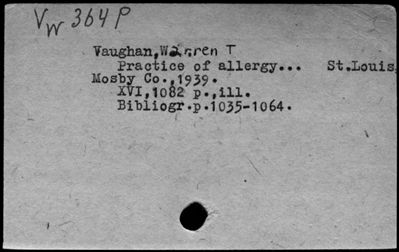 Vw 364 P
Vaughan,Warren T
Practice of allergy... St.Louis,
Mosby Co.,1939.
XVI,1082 p.,ill.
Bibliogr.p.1035-1064.